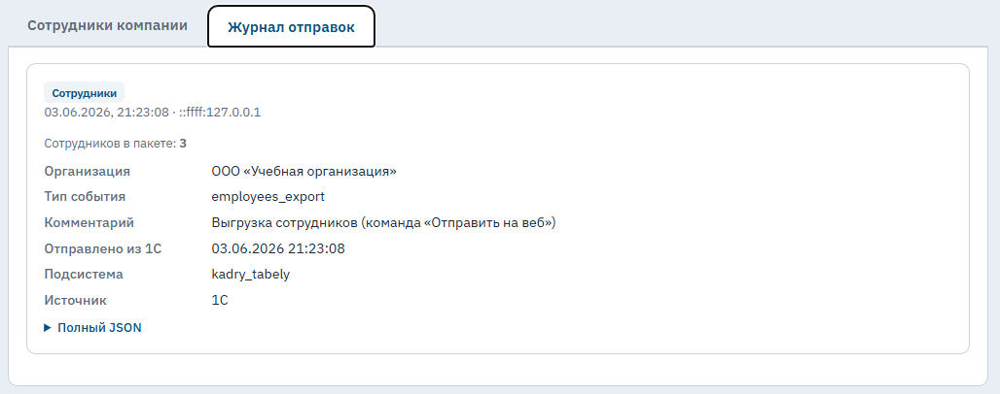 Сотрудники компании
Журнал отправок
Сотрудники
03.06.2026, 21:23:08 · ::ffff:127.0.0.1
Сотрудников в пакете: 3
Организация ООО «Учебная организация»
Тип события employees_export
Комментарий Выгрузка сотрудников (команда «Отправить на веб»)
Отправлено из 1С 03.06.2026 21:23:08
Подсистема kadry_tabely
Источник 1С
▶ Полный JSON